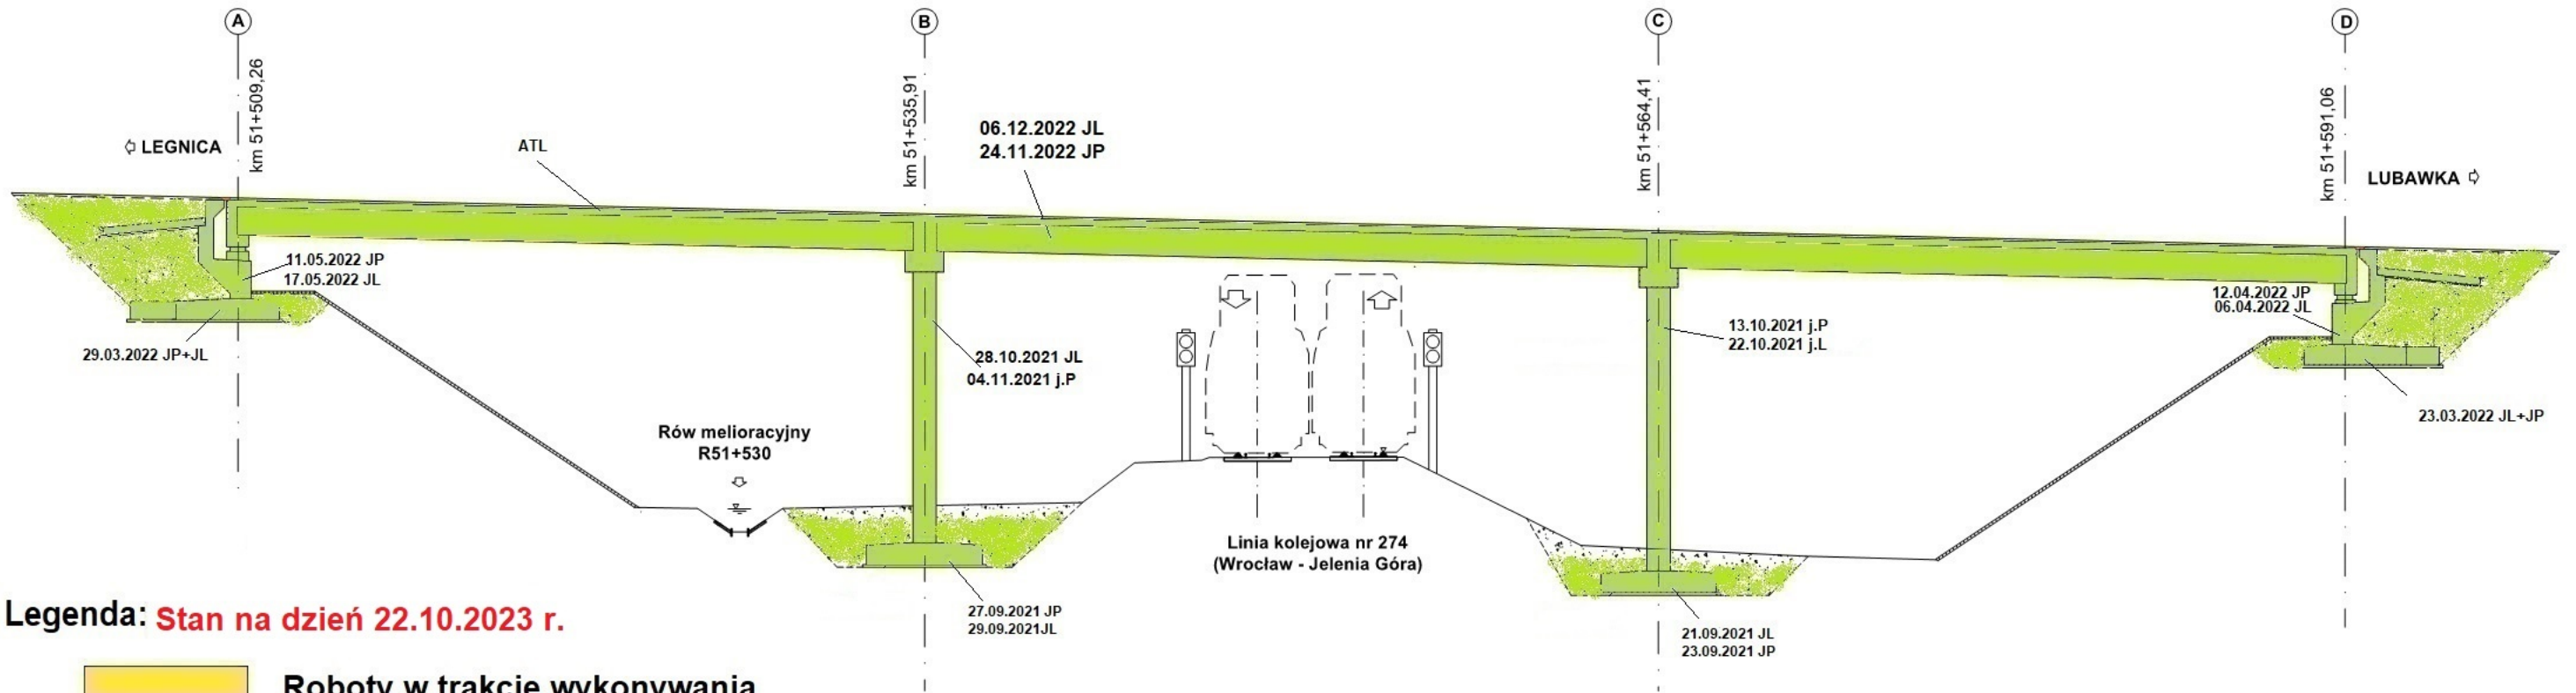 A
B
C
D
km 51+509,26
km 51+535,91
km 51+564,41
km 51+591,06
LEGNICA
ATL
06.12.2022 JL
24.11.2022 JP
LUBAWKA
11.05.2022 JP
17.05.2022 JL
29.03.2022 JP+JL
28.10.2021 JL
04.11.2021 j.P
13.10.2021 j.P
22.10.2021 j.L
12.04.2022 JP
06.04.2022 JL
23.03.2022 JL+JP
Rów melioracyjny
R51+530
Linia kolejowa nr 274
(Wrocław - Jelenia Góra)
27.09.2021 JP
29.09.2021JL
21.09.2021 JL
23.09.2021 JP
Legenda: Stan na dzień 22.10.2023 r.
Roboty w trakcie wykonywania